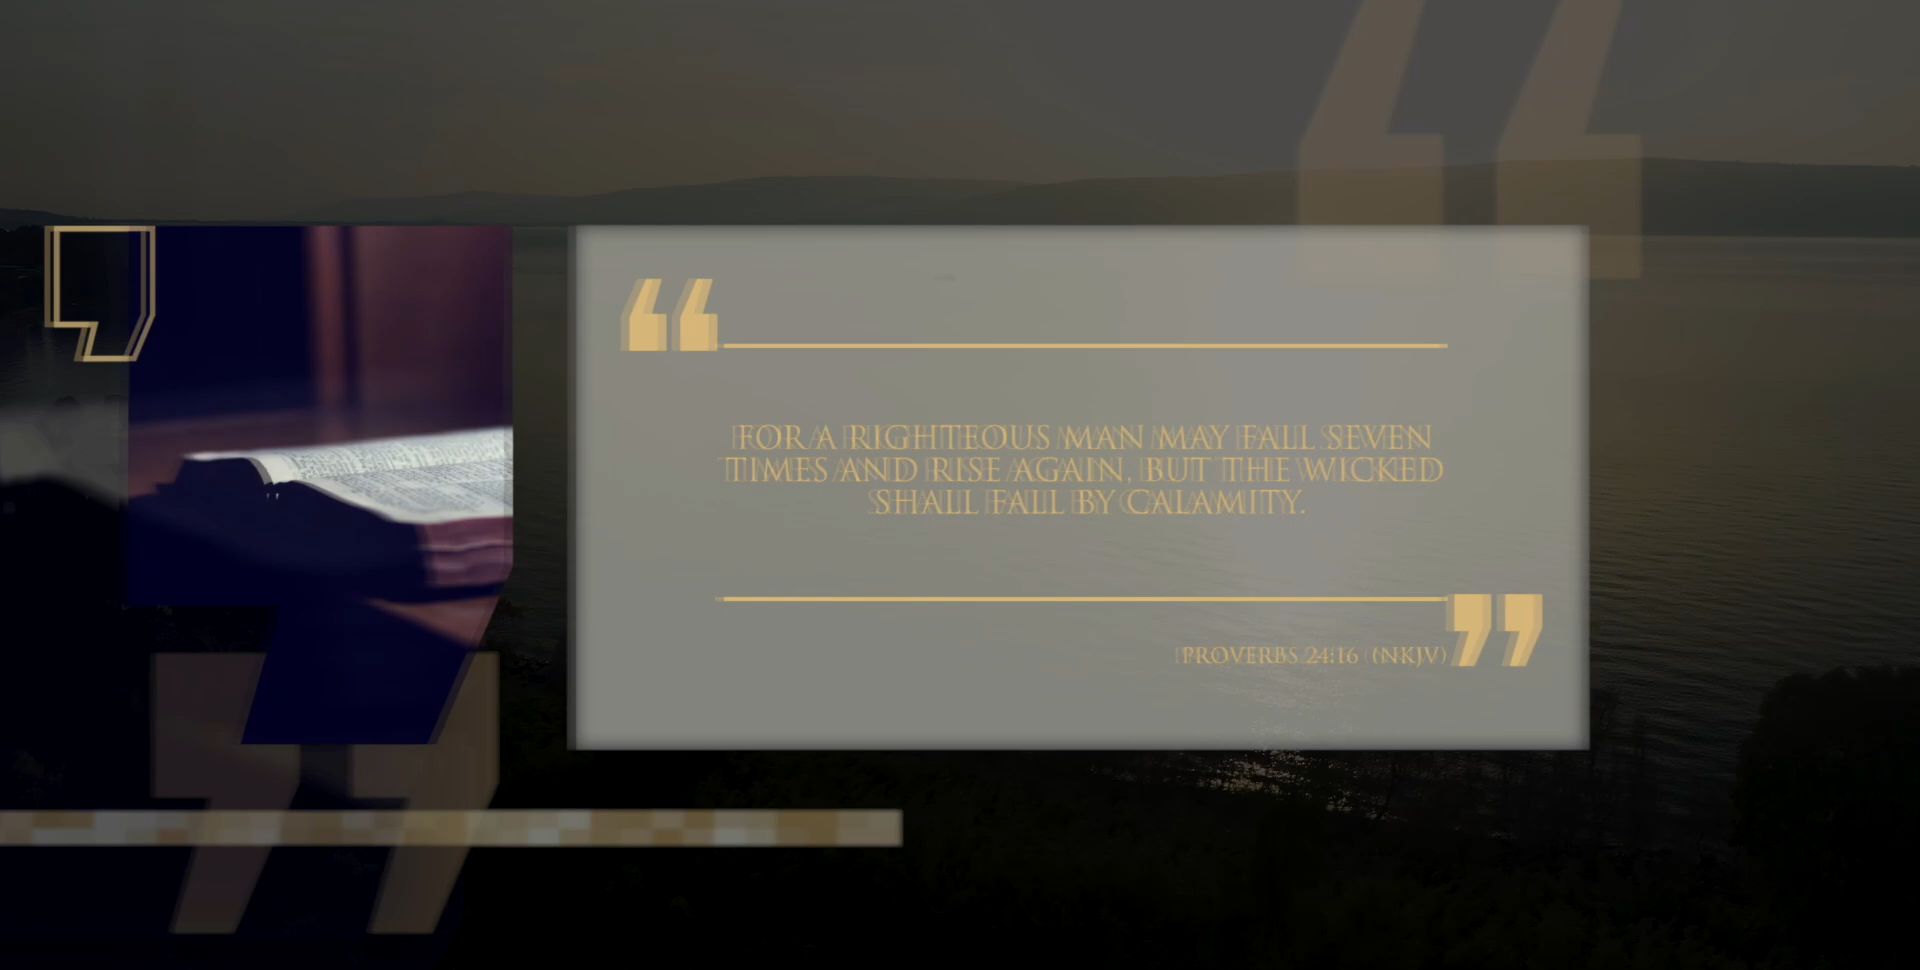 FOR A RIGHTEOUS MAN MAY FALL SEVEN
TIMES AND RISE AGAIN, BUT THE WICKED
SHALL FALL BY CALAMITY.
PROVERBS 24:16 (NKJV)